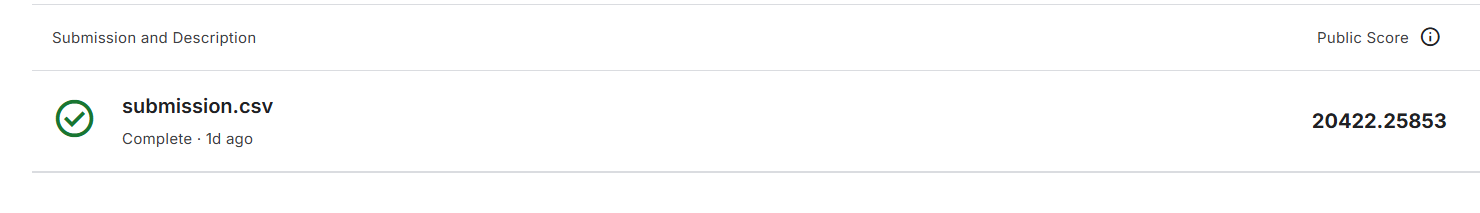 Submission and Description Public Score
submission.csv
Complete · 1d ago
20422.25853